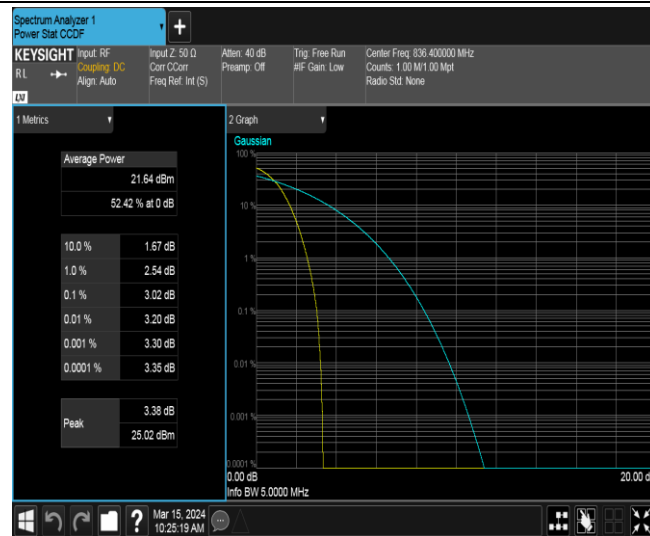 Spectrum Analyzer 1
Power Stat CCDF
+
KEYSIGHT
R L
LXI
Input: RF
Coupling: DC
Align: Auto
Input Z: 50 Ω
Corr CCorr
Freq Ref: Int (S)
Atten: 40 dB
Preamp: Off
Trig: Free Run
#IF Gain: Low
Center Freq: 836.400000 MHz
Counts: 1.00 M/1.00 Mpt
Radio Std: None
1 Metrics
Average Power
21.64 dBm
52.42 % at 0 dB
10.0 % 1.67 dB
1.0 % 2.54 dB
0.1 % 3.02 dB
0.01 % 3.20 dB
0.001 % 3.30 dB
0.0001 % 3.35 dB
Peak
3.38 dB
25.02 dBm
2 Graph
Gaussian
100 %
10 %
1 %
0.1 %
0.01 %
0.001 %
0.0001 %
0.00 dB
20.00 d
Info BW 5.0000 MHz
?
Mar 15, 2024
10:25:19 AM